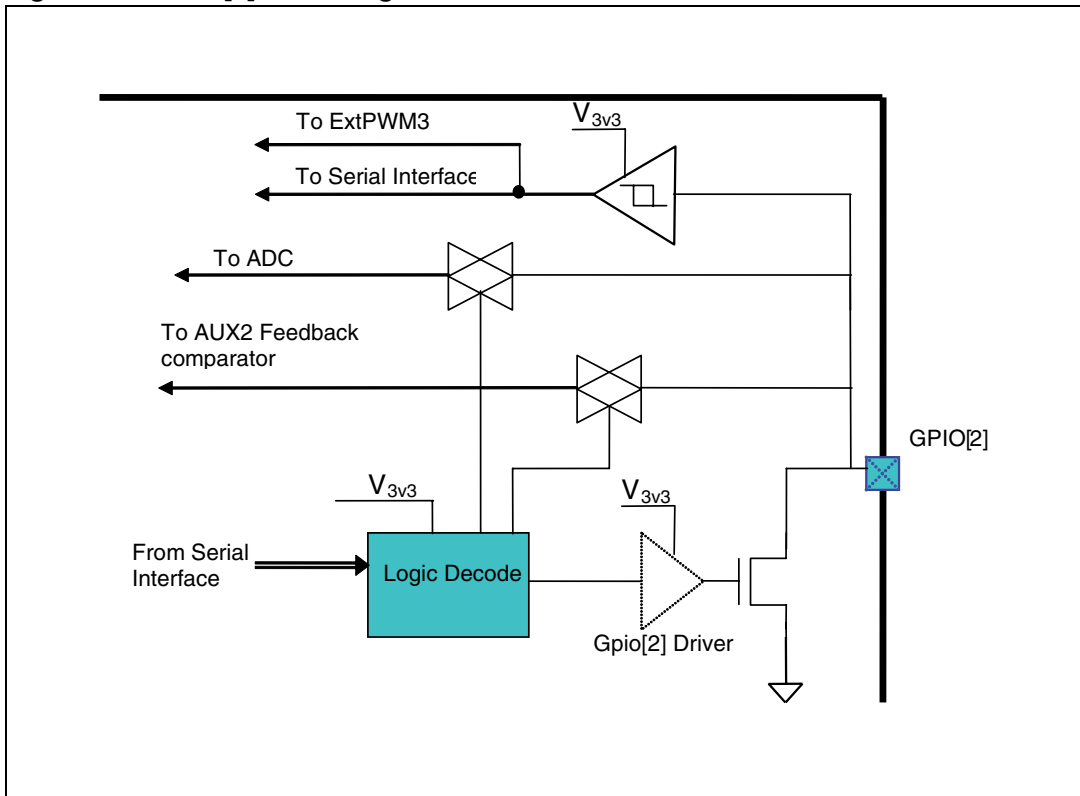 To ExtPWM3
V3v3
To Serial Interface
To ADC
To AUX2 Feedback
comparator
GPIO[2]
V3v3
V3v3
From Serial
Interface
Logic Decode
Gpio[2] Driver